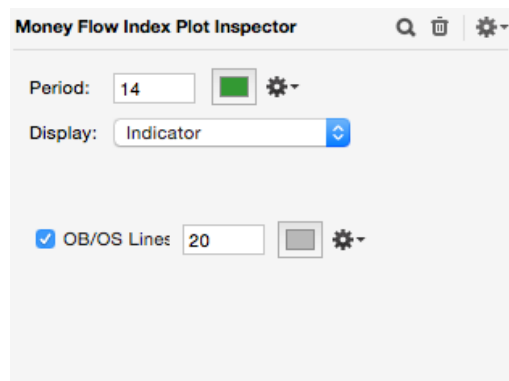 Money Flow Index Plot Inspector
Period: 14
Display: Indicator
OB/OS Lines 20